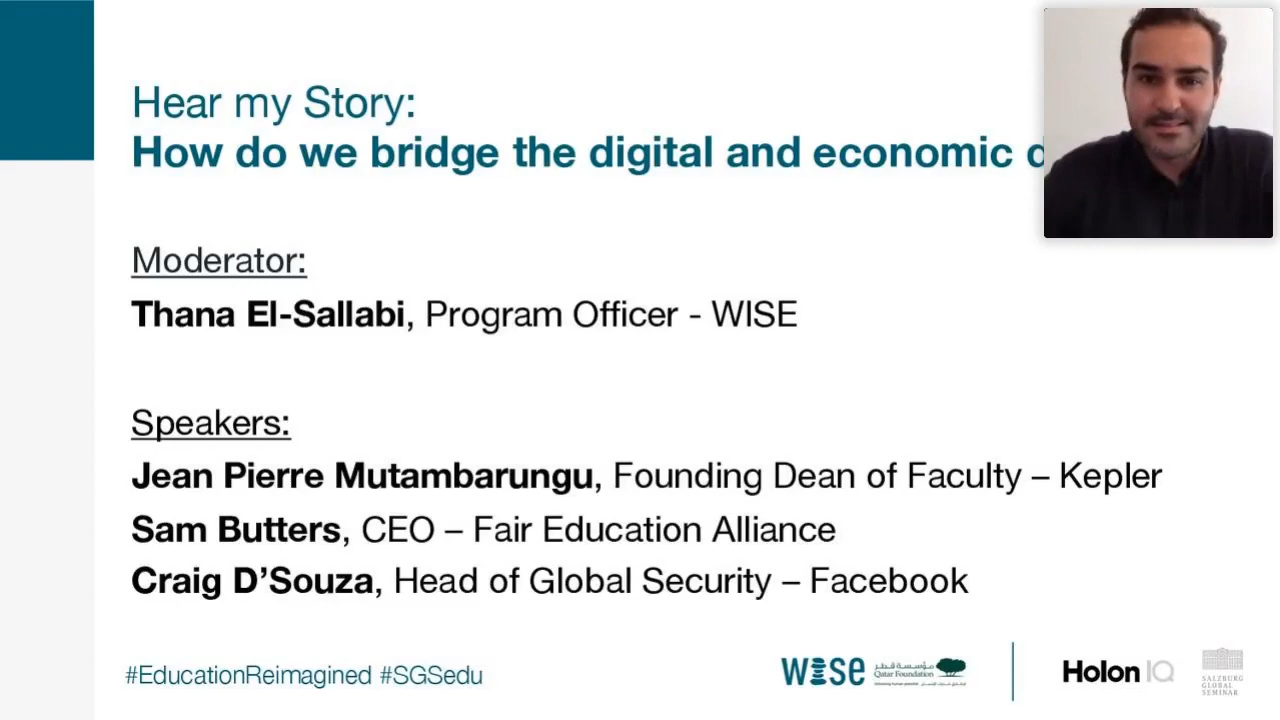 Hear my Story:
How do we bridge the digital and economic d
Moderator:
Thana El-Sallabi, Program Officer - WISE
Speakers:
Jean Pierre Mutambarungu, Founding Dean of Faculty – Kepler
Sam Butters, CEO – Fair Education Alliance
Craig D’Souza, Head of Global Security – Facebook
#EducationReimagined #SGSedu
WISE
مؤسسة قطر
Qatar Foundation
Holon IQ
SALZBURG
GLOBAL
SEMINAR